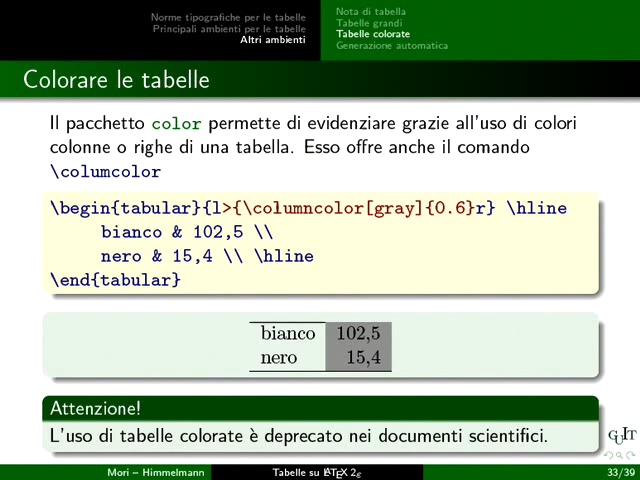 Norme tipografiche per le tabelle
Principali ambienti per le tabelle
Altri ambienti
Nota di tabella
Tabelle grandi
Tabelle colorate
Generazione automatica
Colorare le tabelle
Il pacchetto color permette di evidenziare grazie all'uso di colori
colonne o righe di una tabella. Esso offre anche il comando
\columcolor
\begin{tabular}{l>{\columncolor[gray]{0.6}r} \hline
bianco & 102,5 \\
nero & 15,4 \\ \hline
\end{tabular}
bianco 102,5
nero 15,4
Attenzione!
L'uso di tabelle colorate è deprecato nei documenti scientifici.
GUIT
Mori – Himmelmann Tabelle su LATEX 2ε 33/39